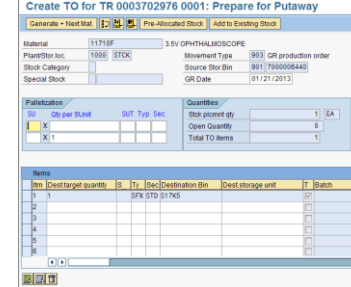 Create TO for TR 0003702976 0001: Prepare for Putaway
Generate + Next Mat. Pre-Allocated Stock Add to Existing Stock
Material 11710F 3.5V OPHTHALMOSCOPE
Plant/Stor.loc. 1000 STCK Movement Type 903 GR production order
Stock Category Source Stor.Bin 901 7000006440
Special Stock GR Date 01/21/2013
Palletization Quantities
SU Qty per SUnit SUT Typ Sec Stck plcmnt qty 1 EA
X Open Quantity 0
X 1 Total TO items 1
Items
Itm Dest.target quantity S Ty Sec Destination Bin Dest.storage unit T Batch
1 1 SFX STD S17K5
2
3
4
5
6